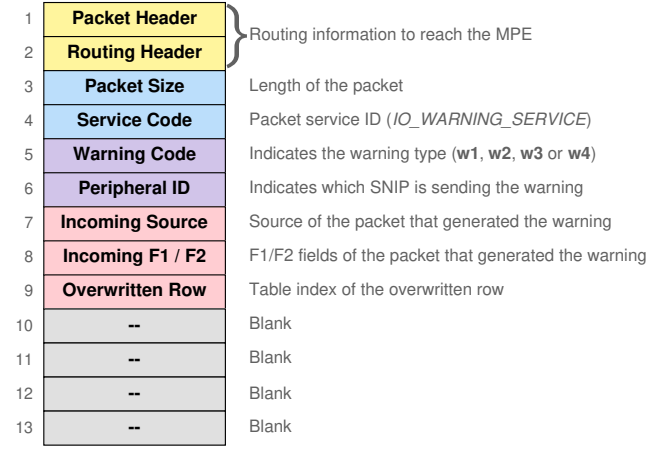 1 Packet Header
Routing information to reach the MPE
2 Routing Header
3 Packet Size Length of the packet
4 Service Code Packet service ID (IO_WARNING_SERVICE)
5 Warning Code Indicates the warning type (w1, w2, w3 or w4)
6 Peripheral ID Indicates which SNIP is sending the warning
7 Incoming Source Source of the packet that generated the warning
8 Incoming F1 / F2 F1/F2 fields of the packet that generated the warning
9 Overwritten Row Table index of the overwritten row
10 -- Blank
11 -- Blank
12 -- Blank
13 -- Blank